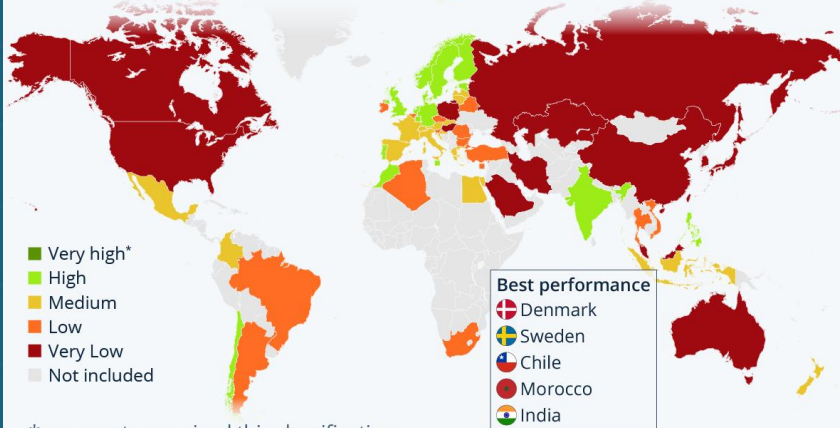 Very high*
High
Medium
Low
Very Low
Not included
Best performance
Denmark
Sweden
Chile
Morocco
India